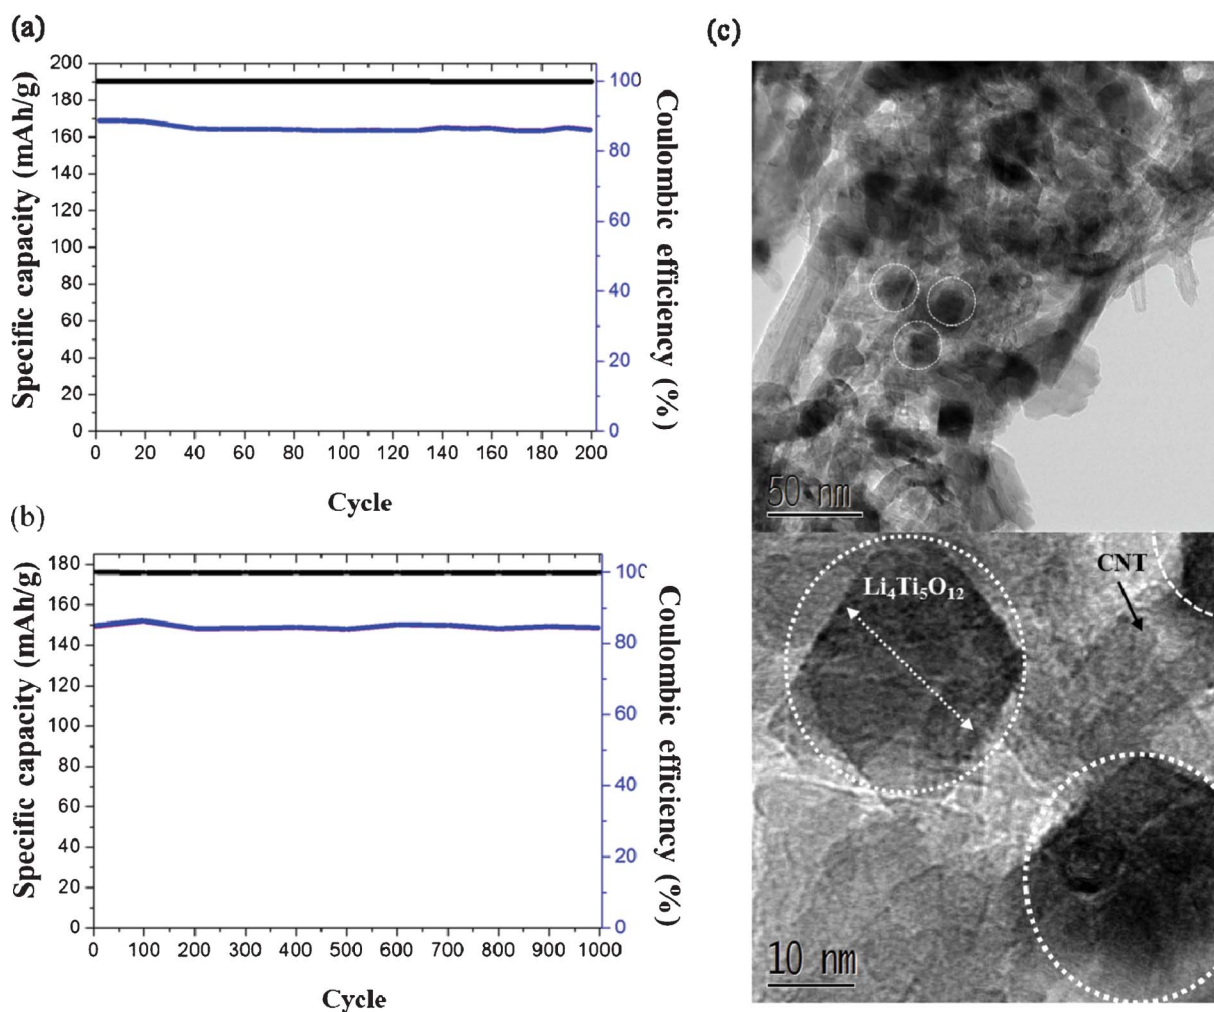 (a)
200
180
160
140
120
100
80
60
40
20
0
Specific capacity (mAh/g)
100
80
60
40
20
0
Coulombic efficiency (%)
0 20 40 60 80 100 120 140 160 180 200
Cycle
(b)
180
160
140
120
100
80
60
40
20
0
Specific capacity (mAh/g)
100
80
60
40
20
0
Coulombic efficiency (%)
0 100 200 300 400 500 600 700 800 900 1000
Cycle
(c)
50 nm
Li₄Ti₅O₁₂
CNT
10 nm